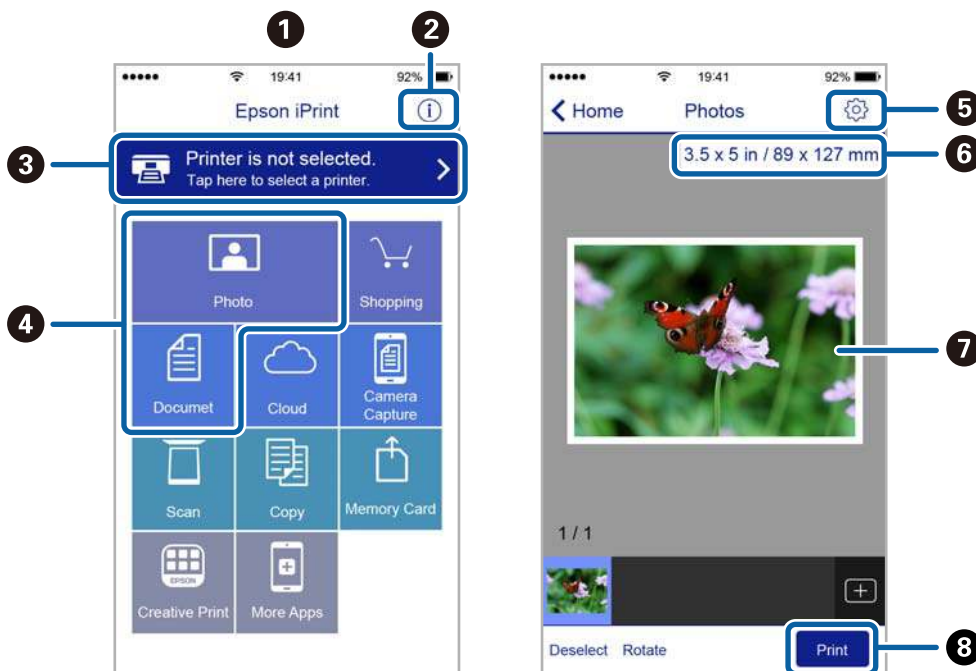 1
2
19:41
92%
Epson iPrint
3
Printer is not selected.
Tap here to select a printer.
4
Photo
Shopping
Documet
Cloud
Camera
Capture
Scan
Copy
Memory Card
EPSON
Creative Print
More Apps
19:41
92%
Home
Photos
5
3.5 x 5 in / 89 x 127 mm
6
7
1 / 1
Deselect
Rotate
Print
8